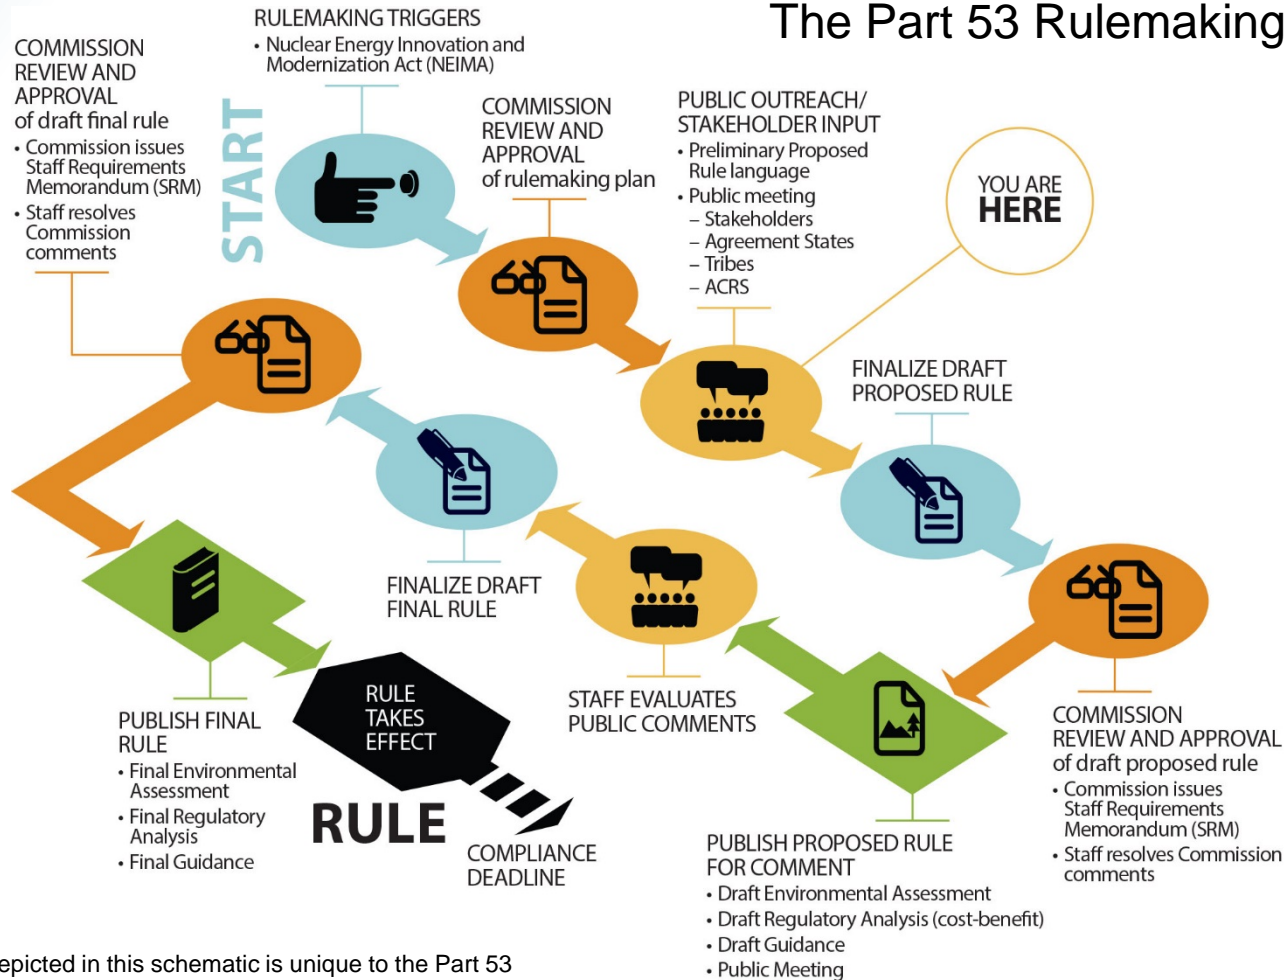 The Part 53 Rulemaking
START
RULEMAKING TRIGGERS
• Nuclear Energy Innovation and
Modernization Act (NEIMA)
COMMISSION
REVIEW AND
APPROVAL
of rulemaking plan
PUBLIC OUTREACH/
STAKEHOLDER INPUT
• Preliminary Proposed
Rule language
• Public meeting
– Stakeholders
– Agreement States
– Tribes
– ACRS
YOU ARE
HERE
FINALIZE DRAFT
PROPOSED RULE
COMMISSION
REVIEW AND APPROVAL
of draft proposed rule
• Commission issues
Staff Requirements
Memorandum (SRM)
• Staff resolves Commission
comments
PUBLISH PROPOSED RULE
FOR COMMENT
• Draft Environmental Assessment
• Draft Regulatory Analysis (cost-benefit)
• Draft Guidance
• Public Meeting
STAFF EVALUATES
PUBLIC COMMENTS
FINALIZE DRAFT
FINAL RULE
COMMISSION
REVIEW AND
APPROVAL
of draft final rule
• Commission issues
Staff Requirements
Memorandum (SRM)
• Staff resolves
Commission
comments
PUBLISH FINAL
RULE
• Final Environmental
Assessment
• Final Regulatory
Analysis
• Final Guidance
RULE
TAKES
EFFECT
RULE
COMPLIANCE
DEADLINE
in this schematic is unique to the Part 53